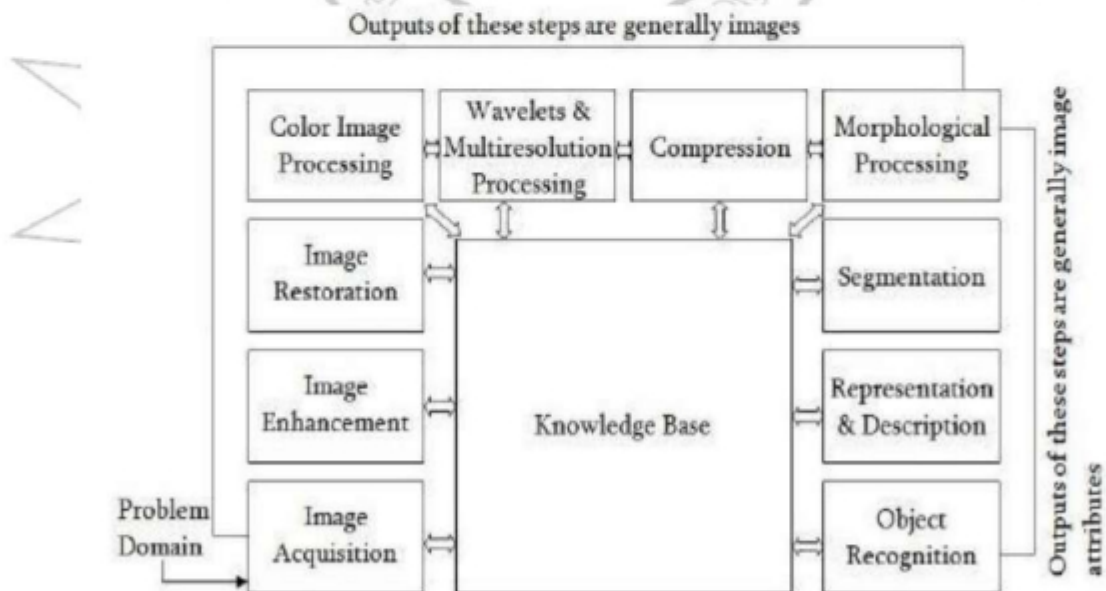 Outputs of these steps are generally images
Color Image
Processing
Wavelets &
Multiresolution
Processing
Compression
Morphological
Processing
Image
Restoration
Segmentation
Image
Enhancement
Knowledge Base
Representation
& Description
Problem
Domain
Image
Acquisition
Object
Recognition
Outputs of these steps are generally image
attributes